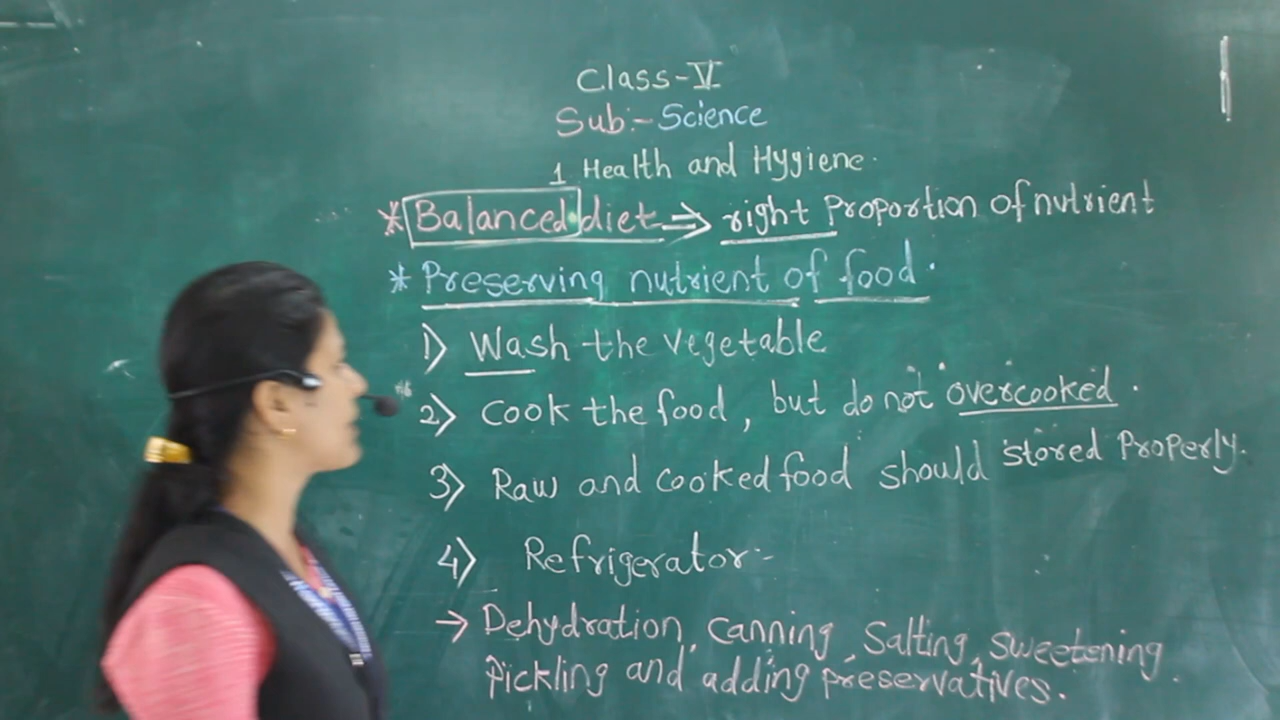 Class-V
Sub:- Science
1 Health and Hygiene.
* Balanced diet ⇒ right Proportion of nutrient
* Preserving nutrient of food.
1) Wash the vegetable
2) Cook the food, but do not overcooked.
3) Raw and cooked food should stored Properly.
4) Refrigerator:-
→ Dehydration, Canning, Salting, Sweetening
Pickling and adding preservatives.